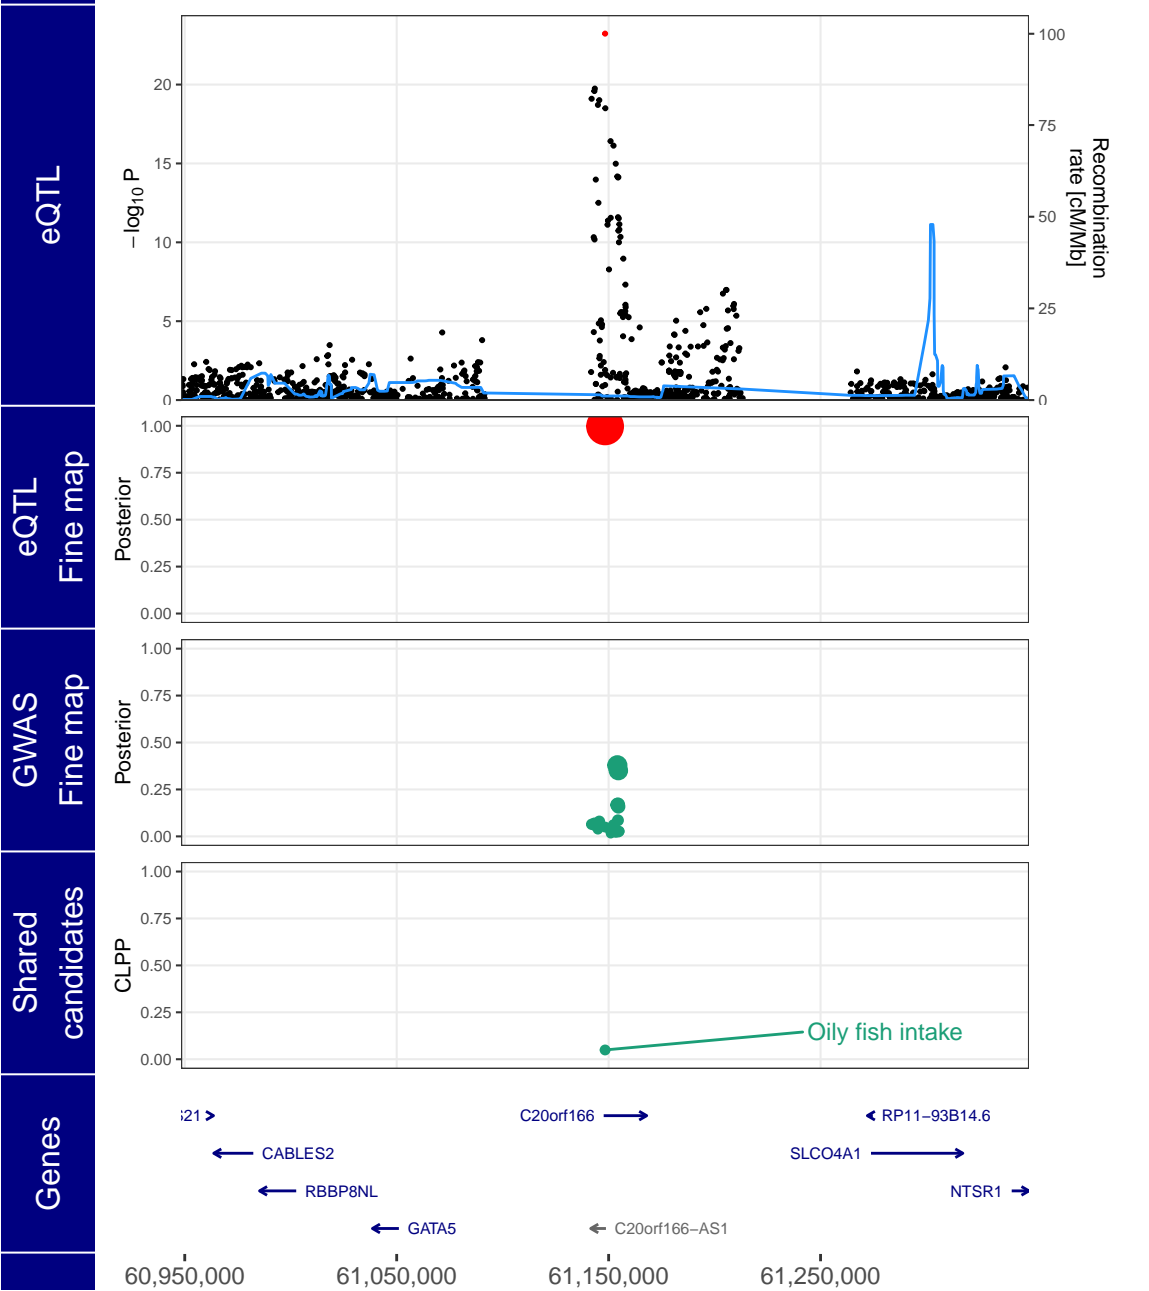 eQTL
− log10 P
20
15
10
5
0
100
75
50
25
0
Recombination
rate [cM/Mb]
eQTL
Fine map
Posterior
1.00
0.75
0.50
0.25
0.00
GWAS
Fine map
Posterior
1.00
0.75
0.50
0.25
0.00
Shared
candidates
CLPP
1.00
0.75
0.50
0.25
0.00
Oily fish intake
Genes
S21
C20orf166
RP11−93B14.6
CABLES2
SLCO4A1
RBBP8NL
NTSR1
GATA5
C20orf166−AS1
60,950,000
61,050,000
61,150,000
61,250,000